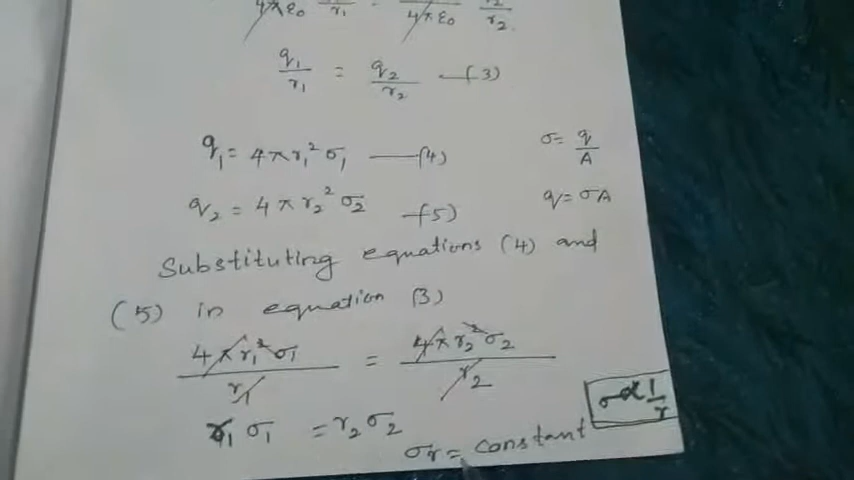 q₁/r₁ = q₂/r₂ —(3)
q₁ = 4πr₁²σ₁ —(4) σ = q/A
q₂ = 4πr₂²σ₂ —(5) q = σA
Substituting equations (4) and
(5) in equation (3)
4πr₁²σ₁/r₁ = 4πr₂²σ₂/r₂
r₁σ₁ = r₂σ₂
σr = constant σ ∝ 1/r